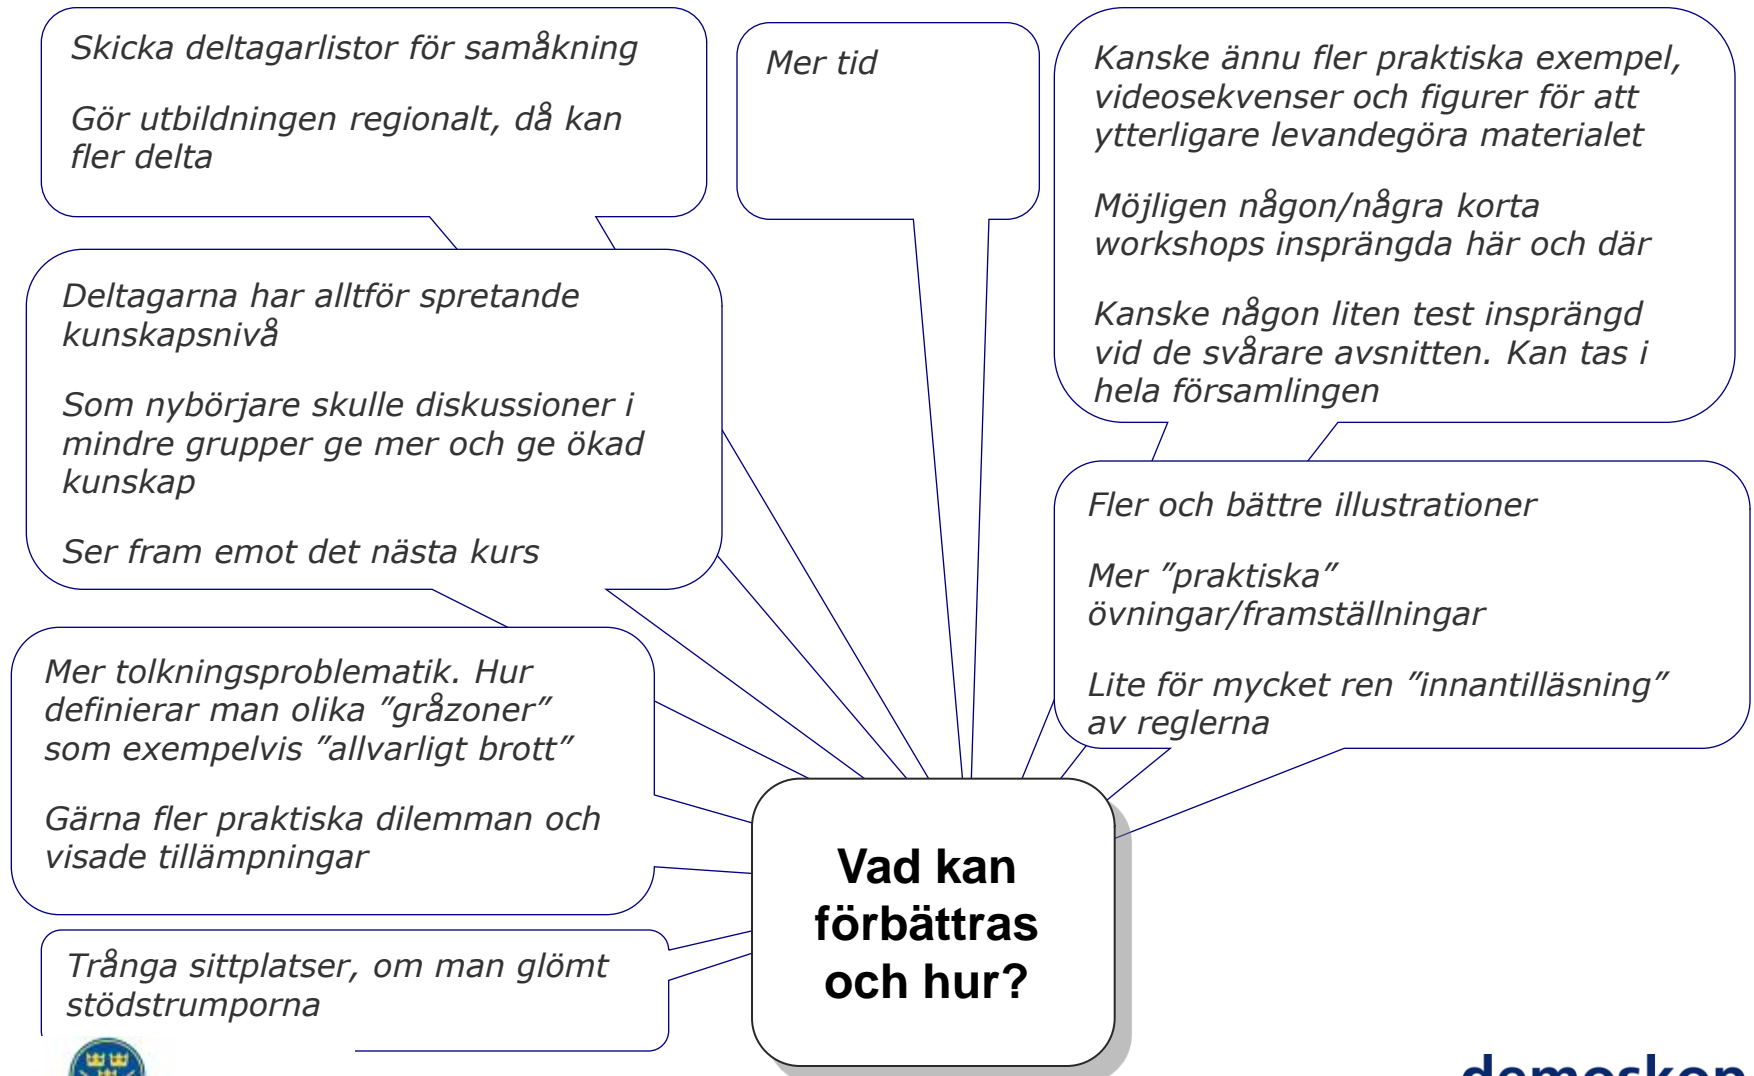 Skicka deltagarlistor för samåkning
Gör utbildningen regionalt, då kan
fler delta
Mer tid
Kanske ännu fler praktiska exempel,
videosekvenser och figurer för att
ytterligare levandegöra materialet
Möjligen någon/några korta
workshops insprängda här och där
Kanske någon liten test insprängd
vid de svårare avsnitten. Kan tas i
hela församlingen
Deltagarna har alltför spretande
kunskapsnivå
Som nybörjare skulle diskussioner i
mindre grupper ge mer och ge ökad
kunskap
Ser fram emot det nästa kurs
Fler och bättre illustrationer
Mer ”praktiska”
övningar/framställningar
Lite för mycket ren ”innantilläsning”
av reglerna
Mer tolkningsproblematik. Hur
definierar man olika ”gråzoner”
som exempelvis ”allvarligt brott”
Gärna fler praktiska dilemman och
visade tillämpningar
Trånga sittplatser, om man glömt
stödstrumporna
Vad kan
förbättras
och hur?
demoskop